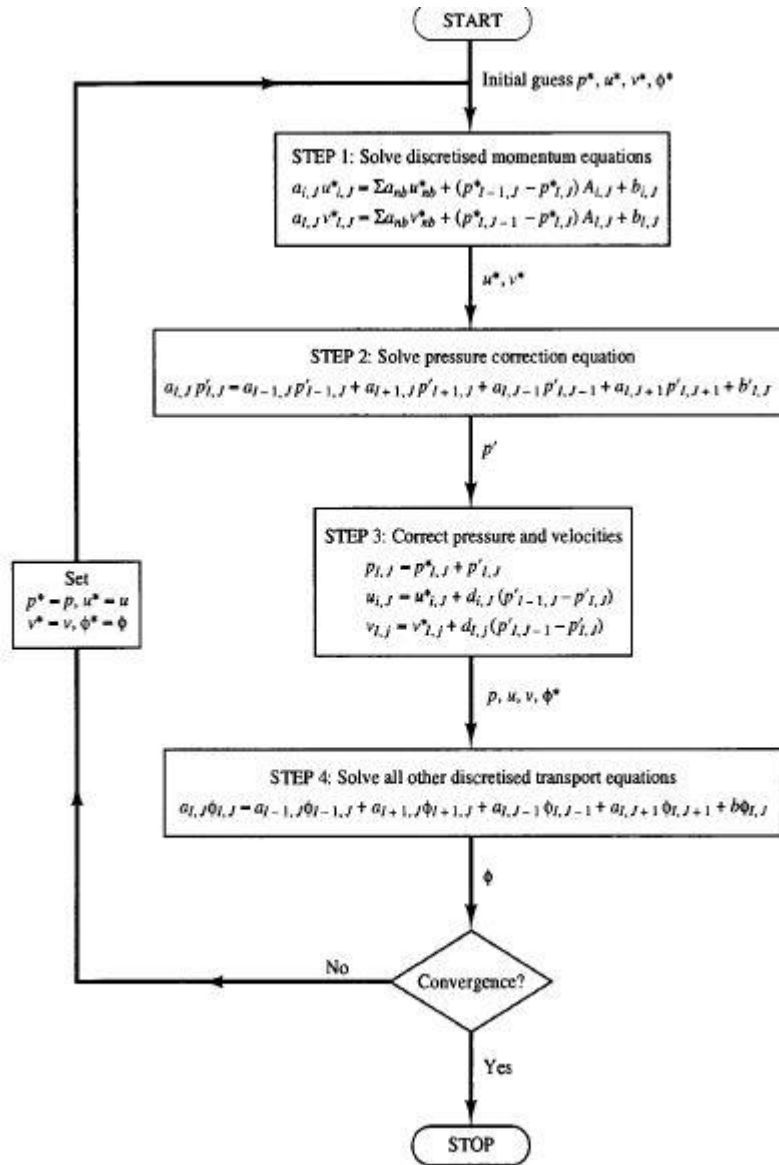 START
Initial guess p*, u*, v*, ϕ*
STEP 1: Solve discretised momentum equations
a_{i,J} u*_{i,J} = Σa_{nb} u*_{nb} + (p*_{I-1,J} – p*_{I,J}) A_{i,J} + b_{i,J}
a_{I,j} v*_{I,j} = Σa_{nb} v*_{nb} + (p*_{I,J-1} – p*_{I,J}) A_{I,j} + b_{I,j}
u*, v*
STEP 2: Solve pressure correction equation
a_{I,J} p'_{I,J} = a_{I-1,J} p'_{I-1,J} + a_{I+1,J} p'_{I+1,J} + a_{I,J-1} p'_{I,J-1} + a_{I,J+1} p'_{I,J+1} + b'_{I,J}
p'
STEP 3: Correct pressure and velocities
p_{I,J} = p*_{I,J} + p'_{I,J}
u_{i,J} = u*_{i,J} + d_{i,J} (p'_{I-1,J} – p'_{I,J})
v_{I,j} = v*_{I,j} + d_{I,j} (p'_{I,J-1} – p'_{I,J})
Set
p* = p, u* = u
v* = v, ϕ* = ϕ
p, u, v, ϕ*
STEP 4: Solve all other discretised transport equations
a_{I,J} ϕ_{I,J} = a_{I-1,J} ϕ_{I-1,J} + a_{I+1,J} ϕ_{I+1,J} + a_{I,J-1} ϕ_{I,J-1} + a_{I,J+1} ϕ_{I,J+1} + bϕ_{I,J}
ϕ
No
Convergence?
Yes
STOP